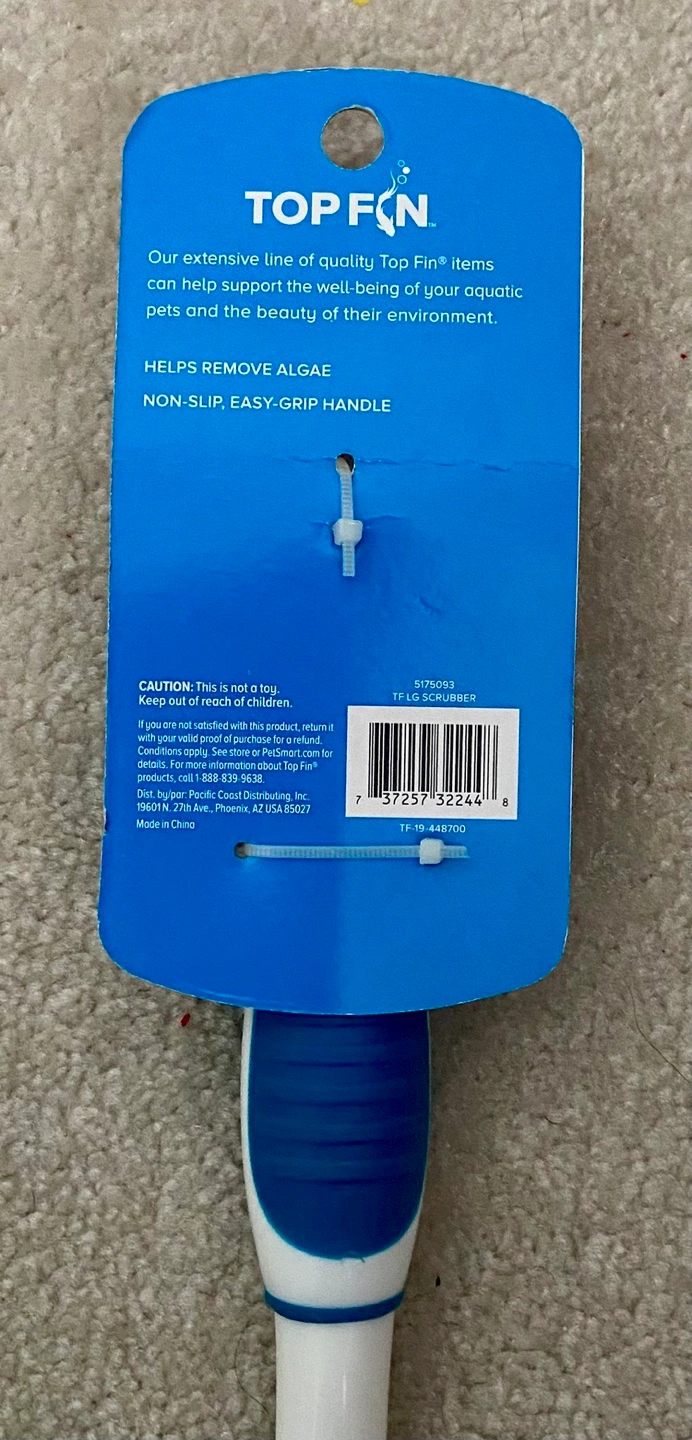 TOP FIN™
Our extensive line of quality Top Fin® items
can help support the well-being of your aquatic
pets and the beauty of their environment.
HELPS REMOVE ALGAE
NON-SLIP, EASY-GRIP HANDLE
CAUTION: This is not a toy.
Keep out of reach of children.
If you are not satisfied with this product, return it
with your valid proof of purchase for a refund.
Conditions apply. See store or PetSmart.com for
details. For more information about Top Fin®
products, call 1-888-839-9638.
Dist. by/par: Pacific Coast Distributing, Inc.
19601 N. 27th Ave., Phoenix, AZ USA 85027
Made in China
5175093
TF LG SCRUBBER
7 37257 32244 8
TF-19-448700